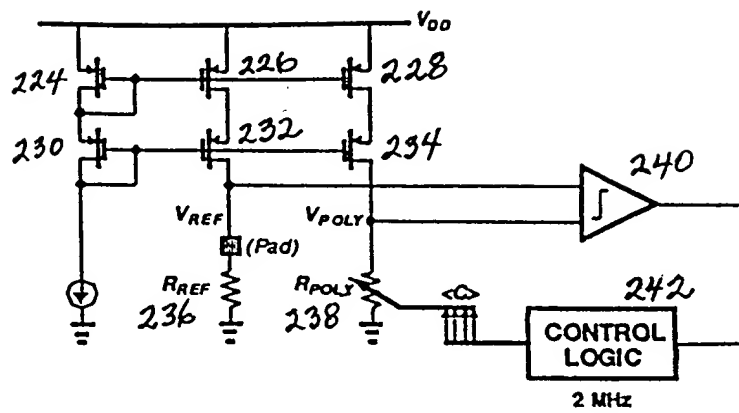 VDD
224
226
228
230
232
234
240
VREF
VPOLY
(Pad)
RREF
236
RPOLY
238
<C>
242
CONTROL
LOGIC
2 MHz